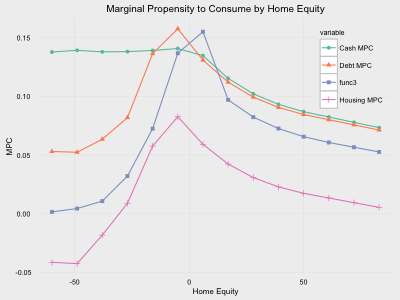 Marginal Propensity to Consume by Home Equity
variable
Cash MPC
Debt MPC
func3
Housing MPC
0.15
0.10
0.05
0.00
-0.05
MPC
-50
0
50
Home Equity